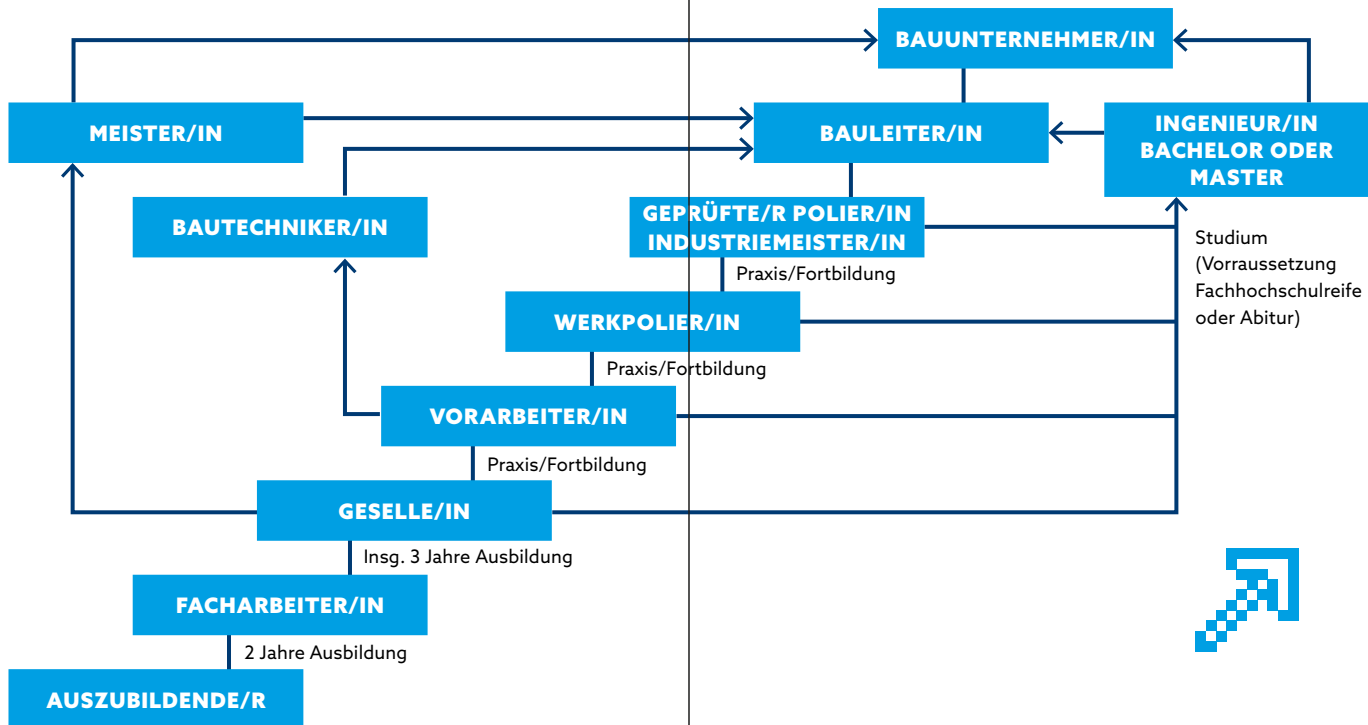 BAUUNTERNEHMER/IN
MEISTER/IN
BAULEITER/IN
INGENIEUR/IN
BACHELOR ODER
MASTER
BAUTECHNIKER/IN
GEPRÜFTE/R POLIER/IN
INDUSTRIEMEISTER/IN
Studium
(Vorraussetzung
Fachhochschulreife
oder Abitur)
Praxis/Fortbildung
WERKPOLIER/IN
Praxis/Fortbildung
VORARBEITER/IN
Praxis/Fortbildung
GESELLE/IN
Insg. 3 Jahre Ausbildung
FACHARBEITER/IN
2 Jahre Ausbildung
AUSZUBILDENDE/R